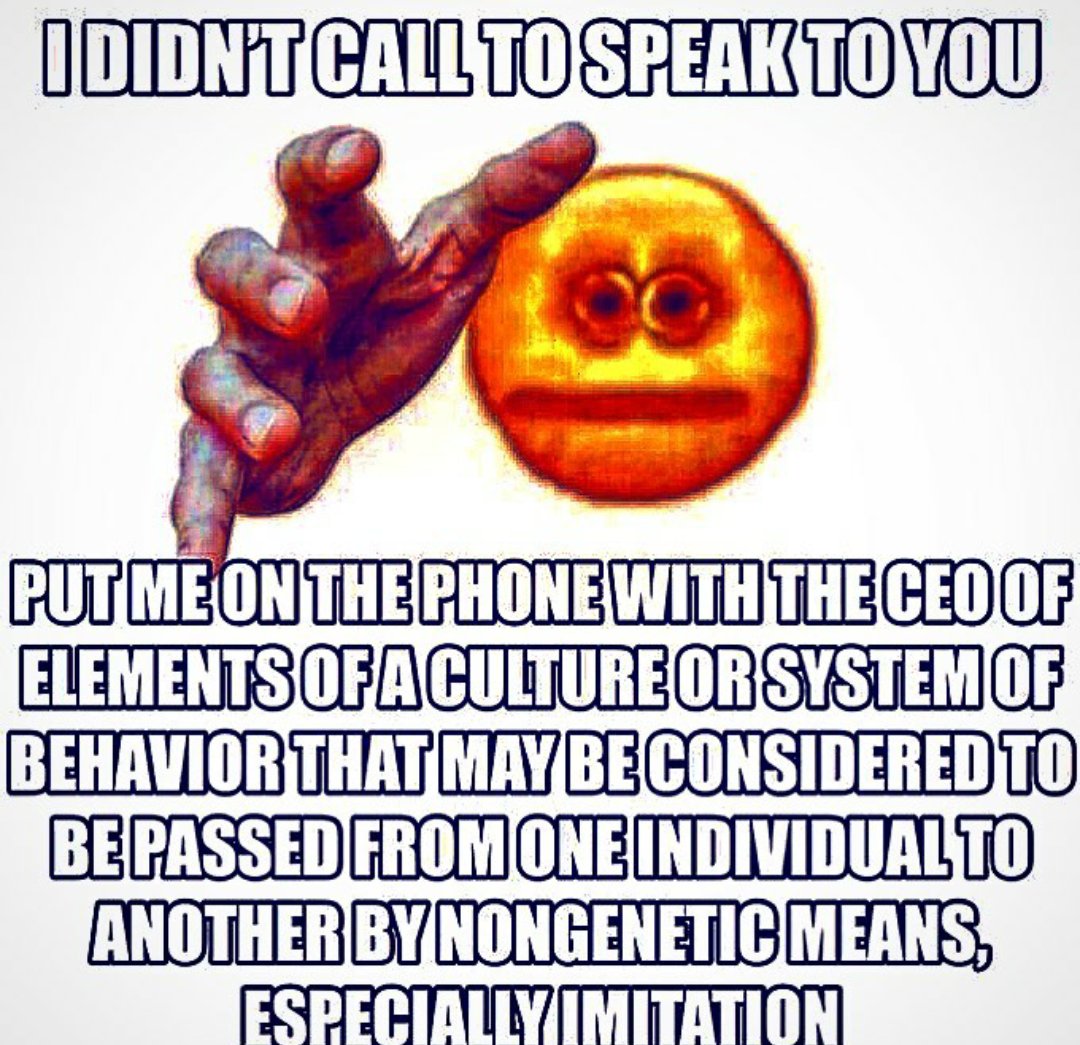 I DIDN'T CALL TO SPEAK TO YOU
PUT ME ON THE PHONE WITH THE CEO OF
ELEMENTS OF A CULTURE OR SYSTEM OF
BEHAVIOR THAT MAY BE CONSIDERED TO
BE PASSED FROM ONE INDIVIDUAL TO
ANOTHER BY NONGENETIC MEANS,
ESPECIALLY IMITATION